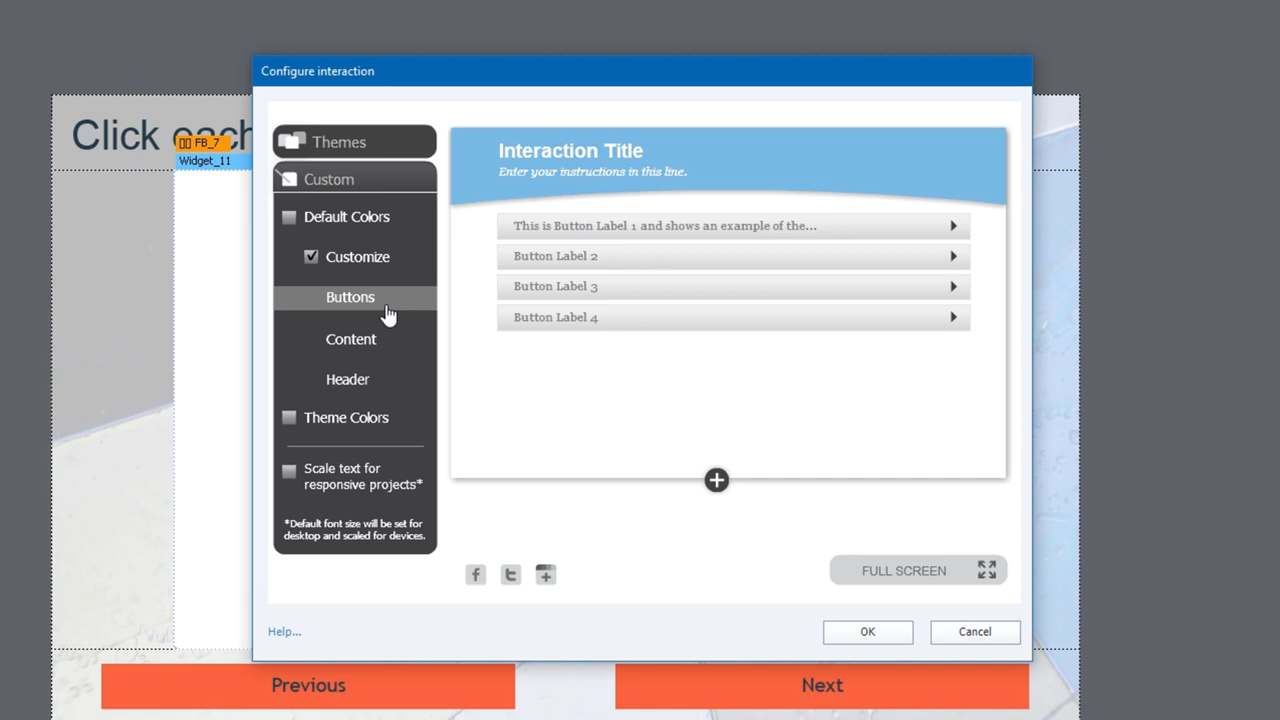 Configure interaction
Click each
FB_7
Widget_11
Themes
Custom
Default Colors
Customize
Buttons
Content
Header
Theme Colors
Scale text for
responsive projects*
*Default font size will be set for
desktop and scaled for devices.
Interaction Title
Enter your instructions in this line.
This is Button Label 1 and shows an example of the...
Button Label 2
Button Label 3
Button Label 4
FULL SCREEN
Help...
OK
Cancel
Previous
Next